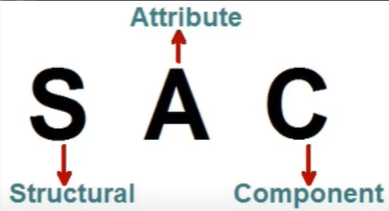 Attribute
S A C
Structural Component